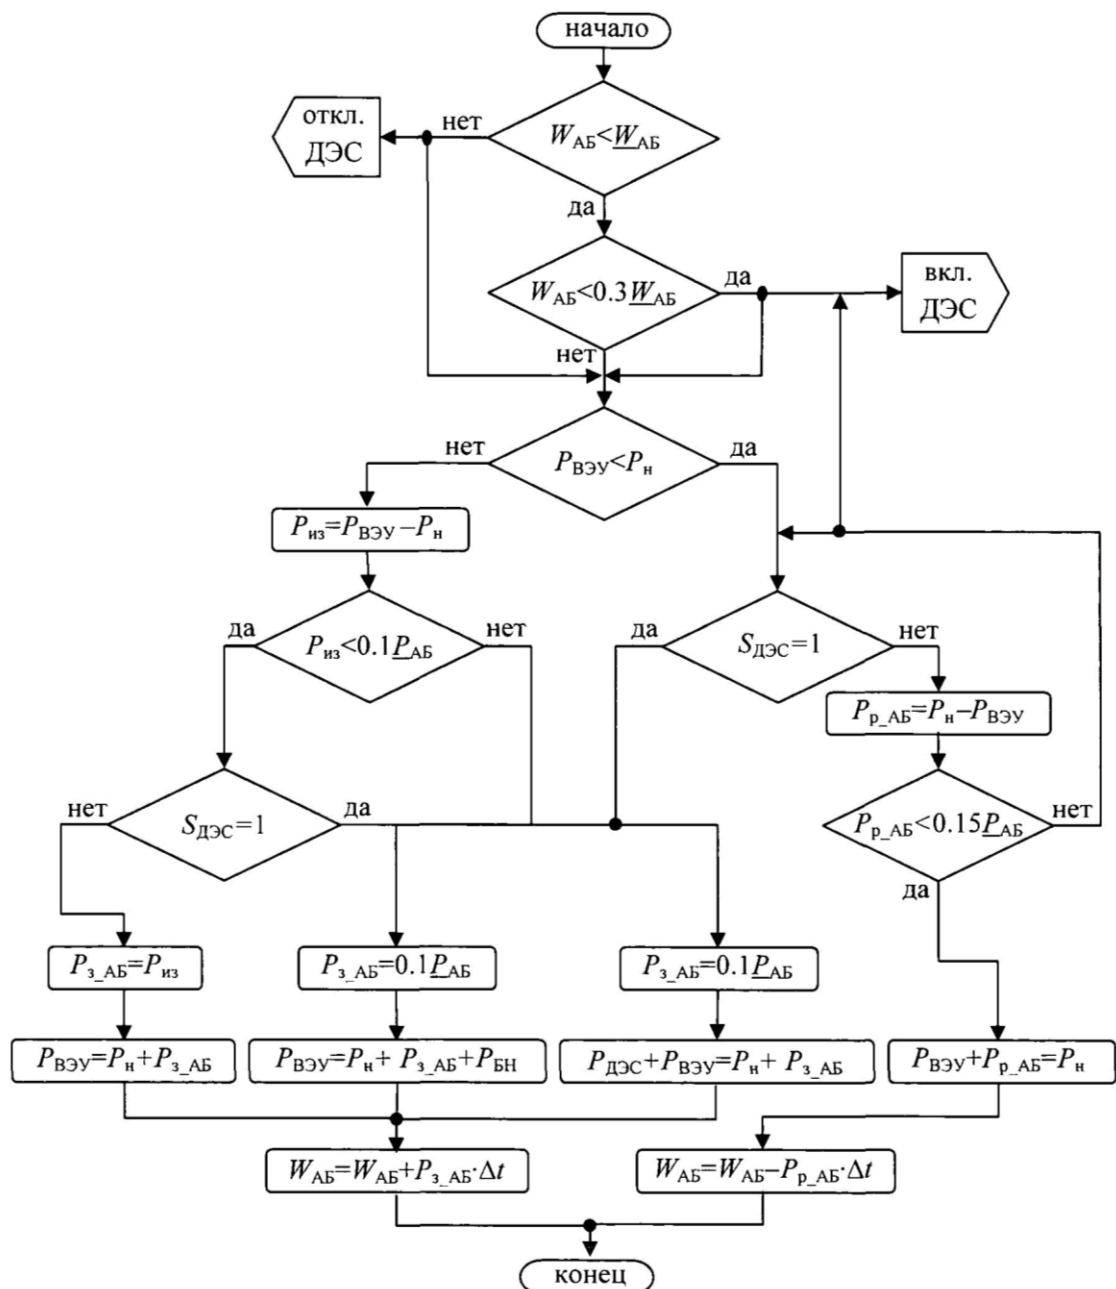 начало
откл.
ДЭС
нет
W_АБ<W_АБ
да
W_АБ<0.3W_АБ
да
вкл.
ДЭС
нет
нет
P_ВЭУ<P_н
да
P_из=P_ВЭУ–P_н
да
P_из<0.1P_АБ
нет
да
S_ДЭС=1
нет
P_р_АБ=P_н–P_ВЭУ
нет
S_ДЭС=1
да
P_р_АБ<0.15P_АБ
нет
да
P_з_АБ=P_из
P_з_АБ=0.1P_АБ
P_з_АБ=0.1P_АБ
P_ВЭУ=P_н+P_з_АБ
P_ВЭУ=P_н+ P_з_АБ+P_БН
P_ДЭС+P_ВЭУ=P_н+ P_з_АБ
P_ВЭУ+P_р_АБ=P_н
W_АБ=W_АБ+P_з_АБ·Δt
W_АБ=W_АБ–P_р_АБ·Δt
конец